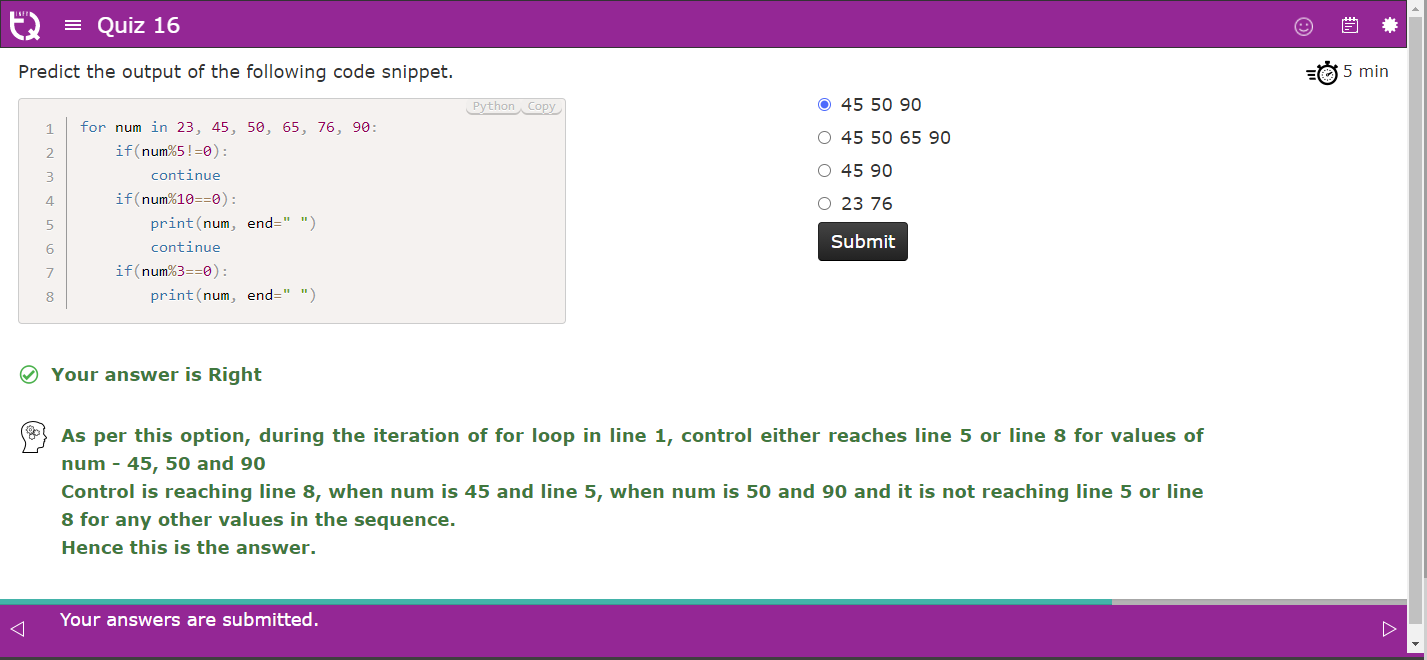 Quiz 16
Predict the output of the following code snippet.
5 min
Python Copy
1 for num in 23, 45, 50, 65, 76, 90:
2     if(num%5!=0):
3         continue
4     if(num%10==0):
5         print(num, end=" ")
6         continue
7     if(num%3==0):
8         print(num, end=" ")
45 50 90
45 50 65 90
45 90
23 76
Submit
Your answer is Right
As per this option, during the iteration of for loop in line 1, control either reaches line 5 or line 8 for values of
num - 45, 50 and 90
Control is reaching line 8, when num is 45 and line 5, when num is 50 and 90 and it is not reaching line 5 or line
8 for any other values in the sequence.
Hence this is the answer.
Your answers are submitted.